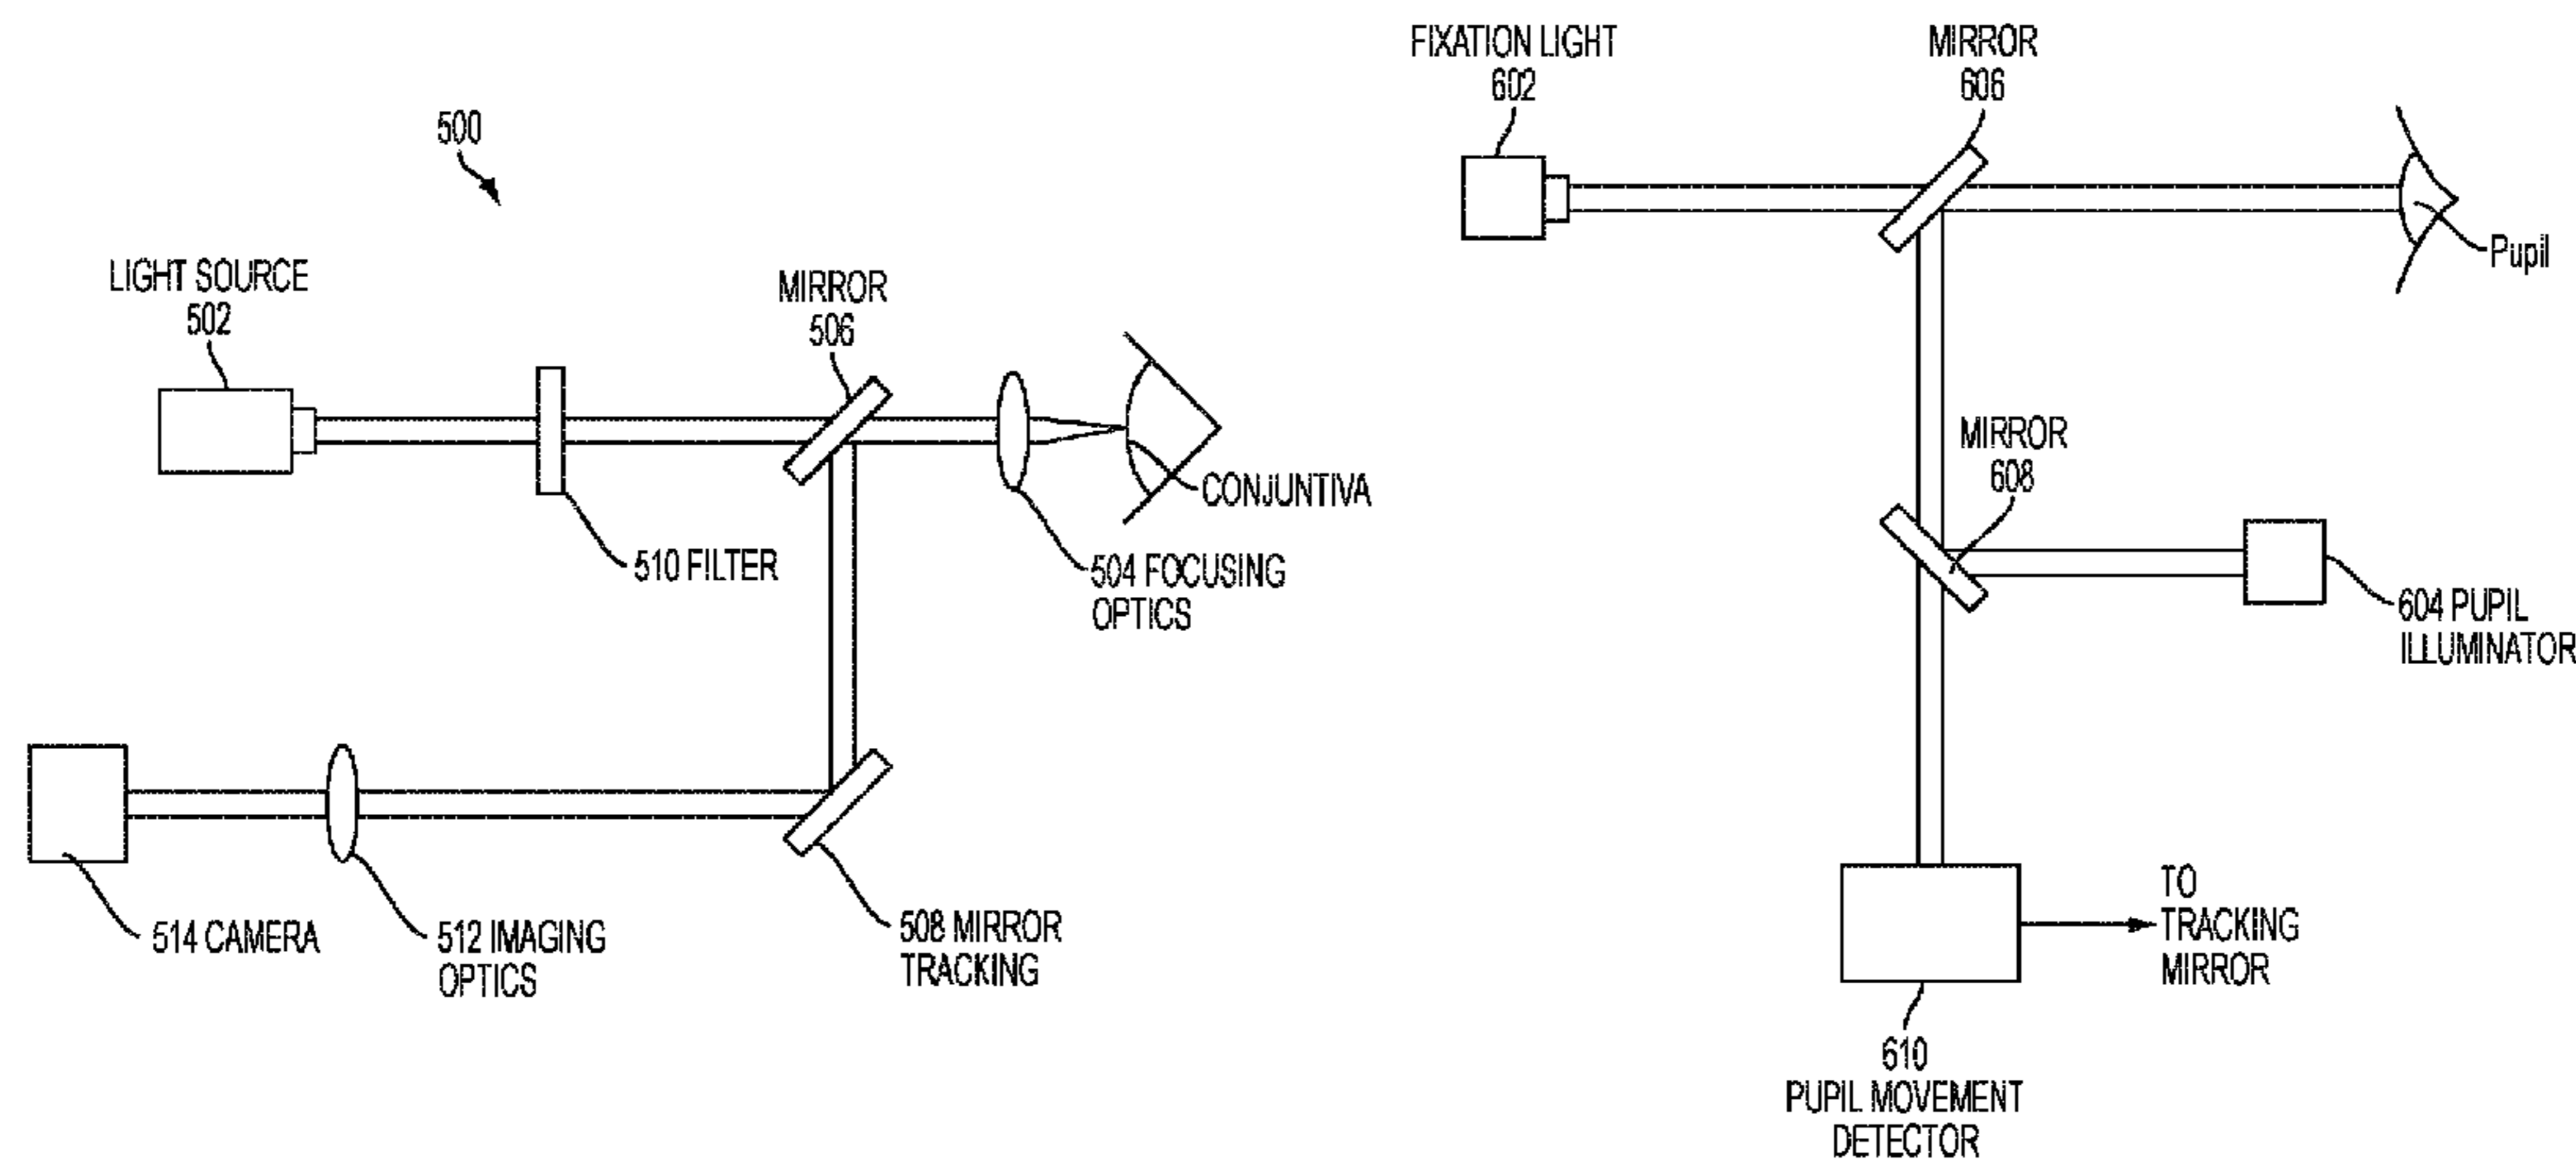 500
LIGHT SOURCE
502
MIRROR
506
CONJUNTIVA
510 FILTER
504 FOCUSING
OPTICS
514 CAMERA
512 IMAGING
OPTICS
508 MIRROR
TRACKING
FIXATION LIGHT
602
MIRROR
606
Pupil
MIRROR
608
604 PUPIL
ILLUMINATOR
TO
TRACKING
MIRROR
610
PUPIL MOVEMENT
DETECTOR